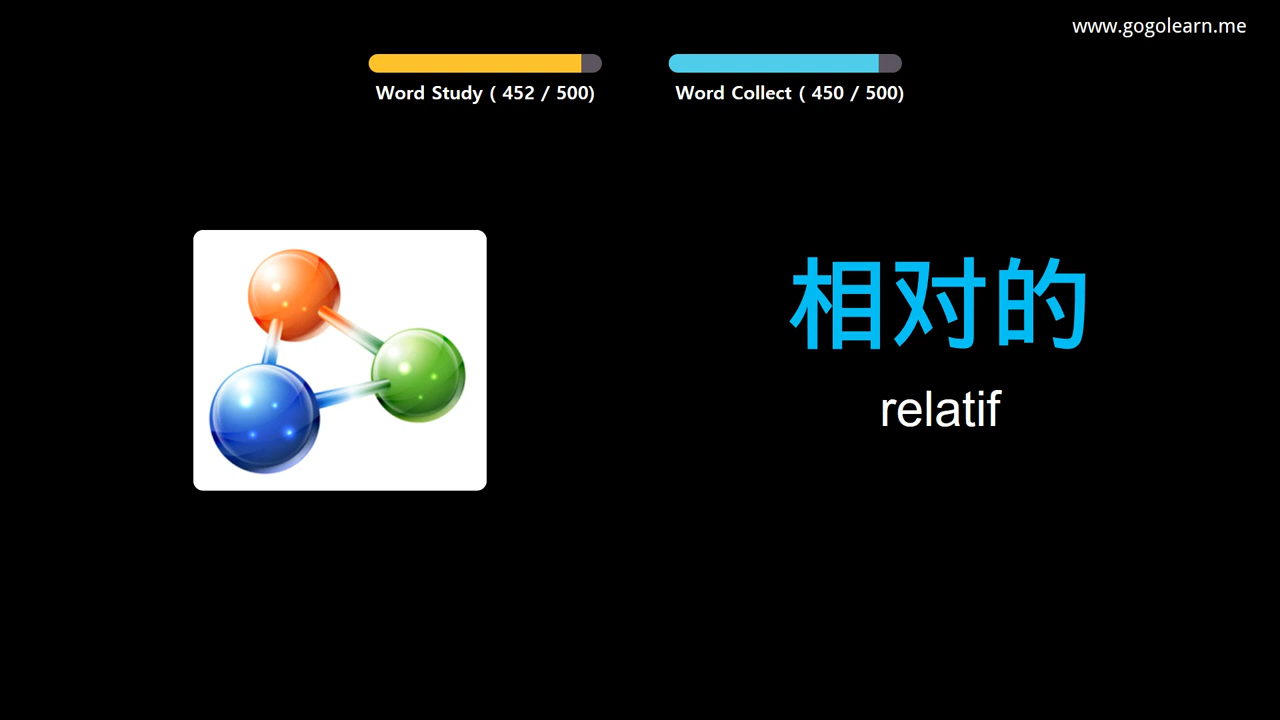 www.gogolearn.me
Word Study ( 452 / 500)
Word Collect ( 450 / 500)
相对的
relatif